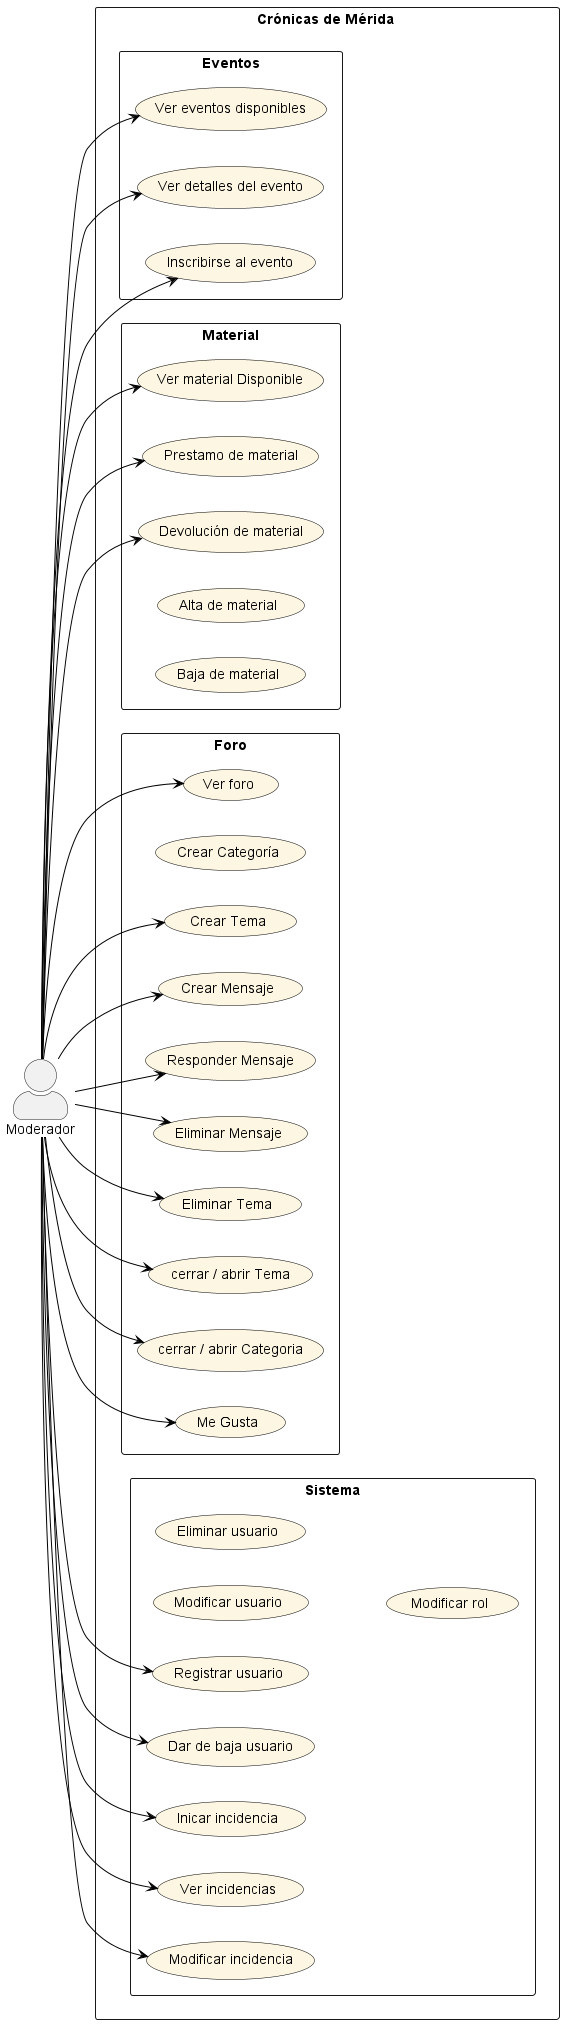 Crónicas de Mérida
Eventos
Ver eventos disponibles
Ver detalles del evento
Inscribirse al evento
Material
Ver material Disponible
Prestamo de material
Devolución de material
Alta de material
Baja de material
Foro
Ver foro
Crear Categoría
Crear Tema
Crear Mensaje
Responder Mensaje
Moderador
Eliminar Mensaje
Eliminar Tema
cerrar / abrir Tema
cerrar / abrir Categoria
Me Gusta
Sistema
Eliminar usuario
Modificar usuario
Modificar rol
Registrar usuario
Dar de baja usuario
Inicar incidencia
Ver incidencias
Modificar incidencia